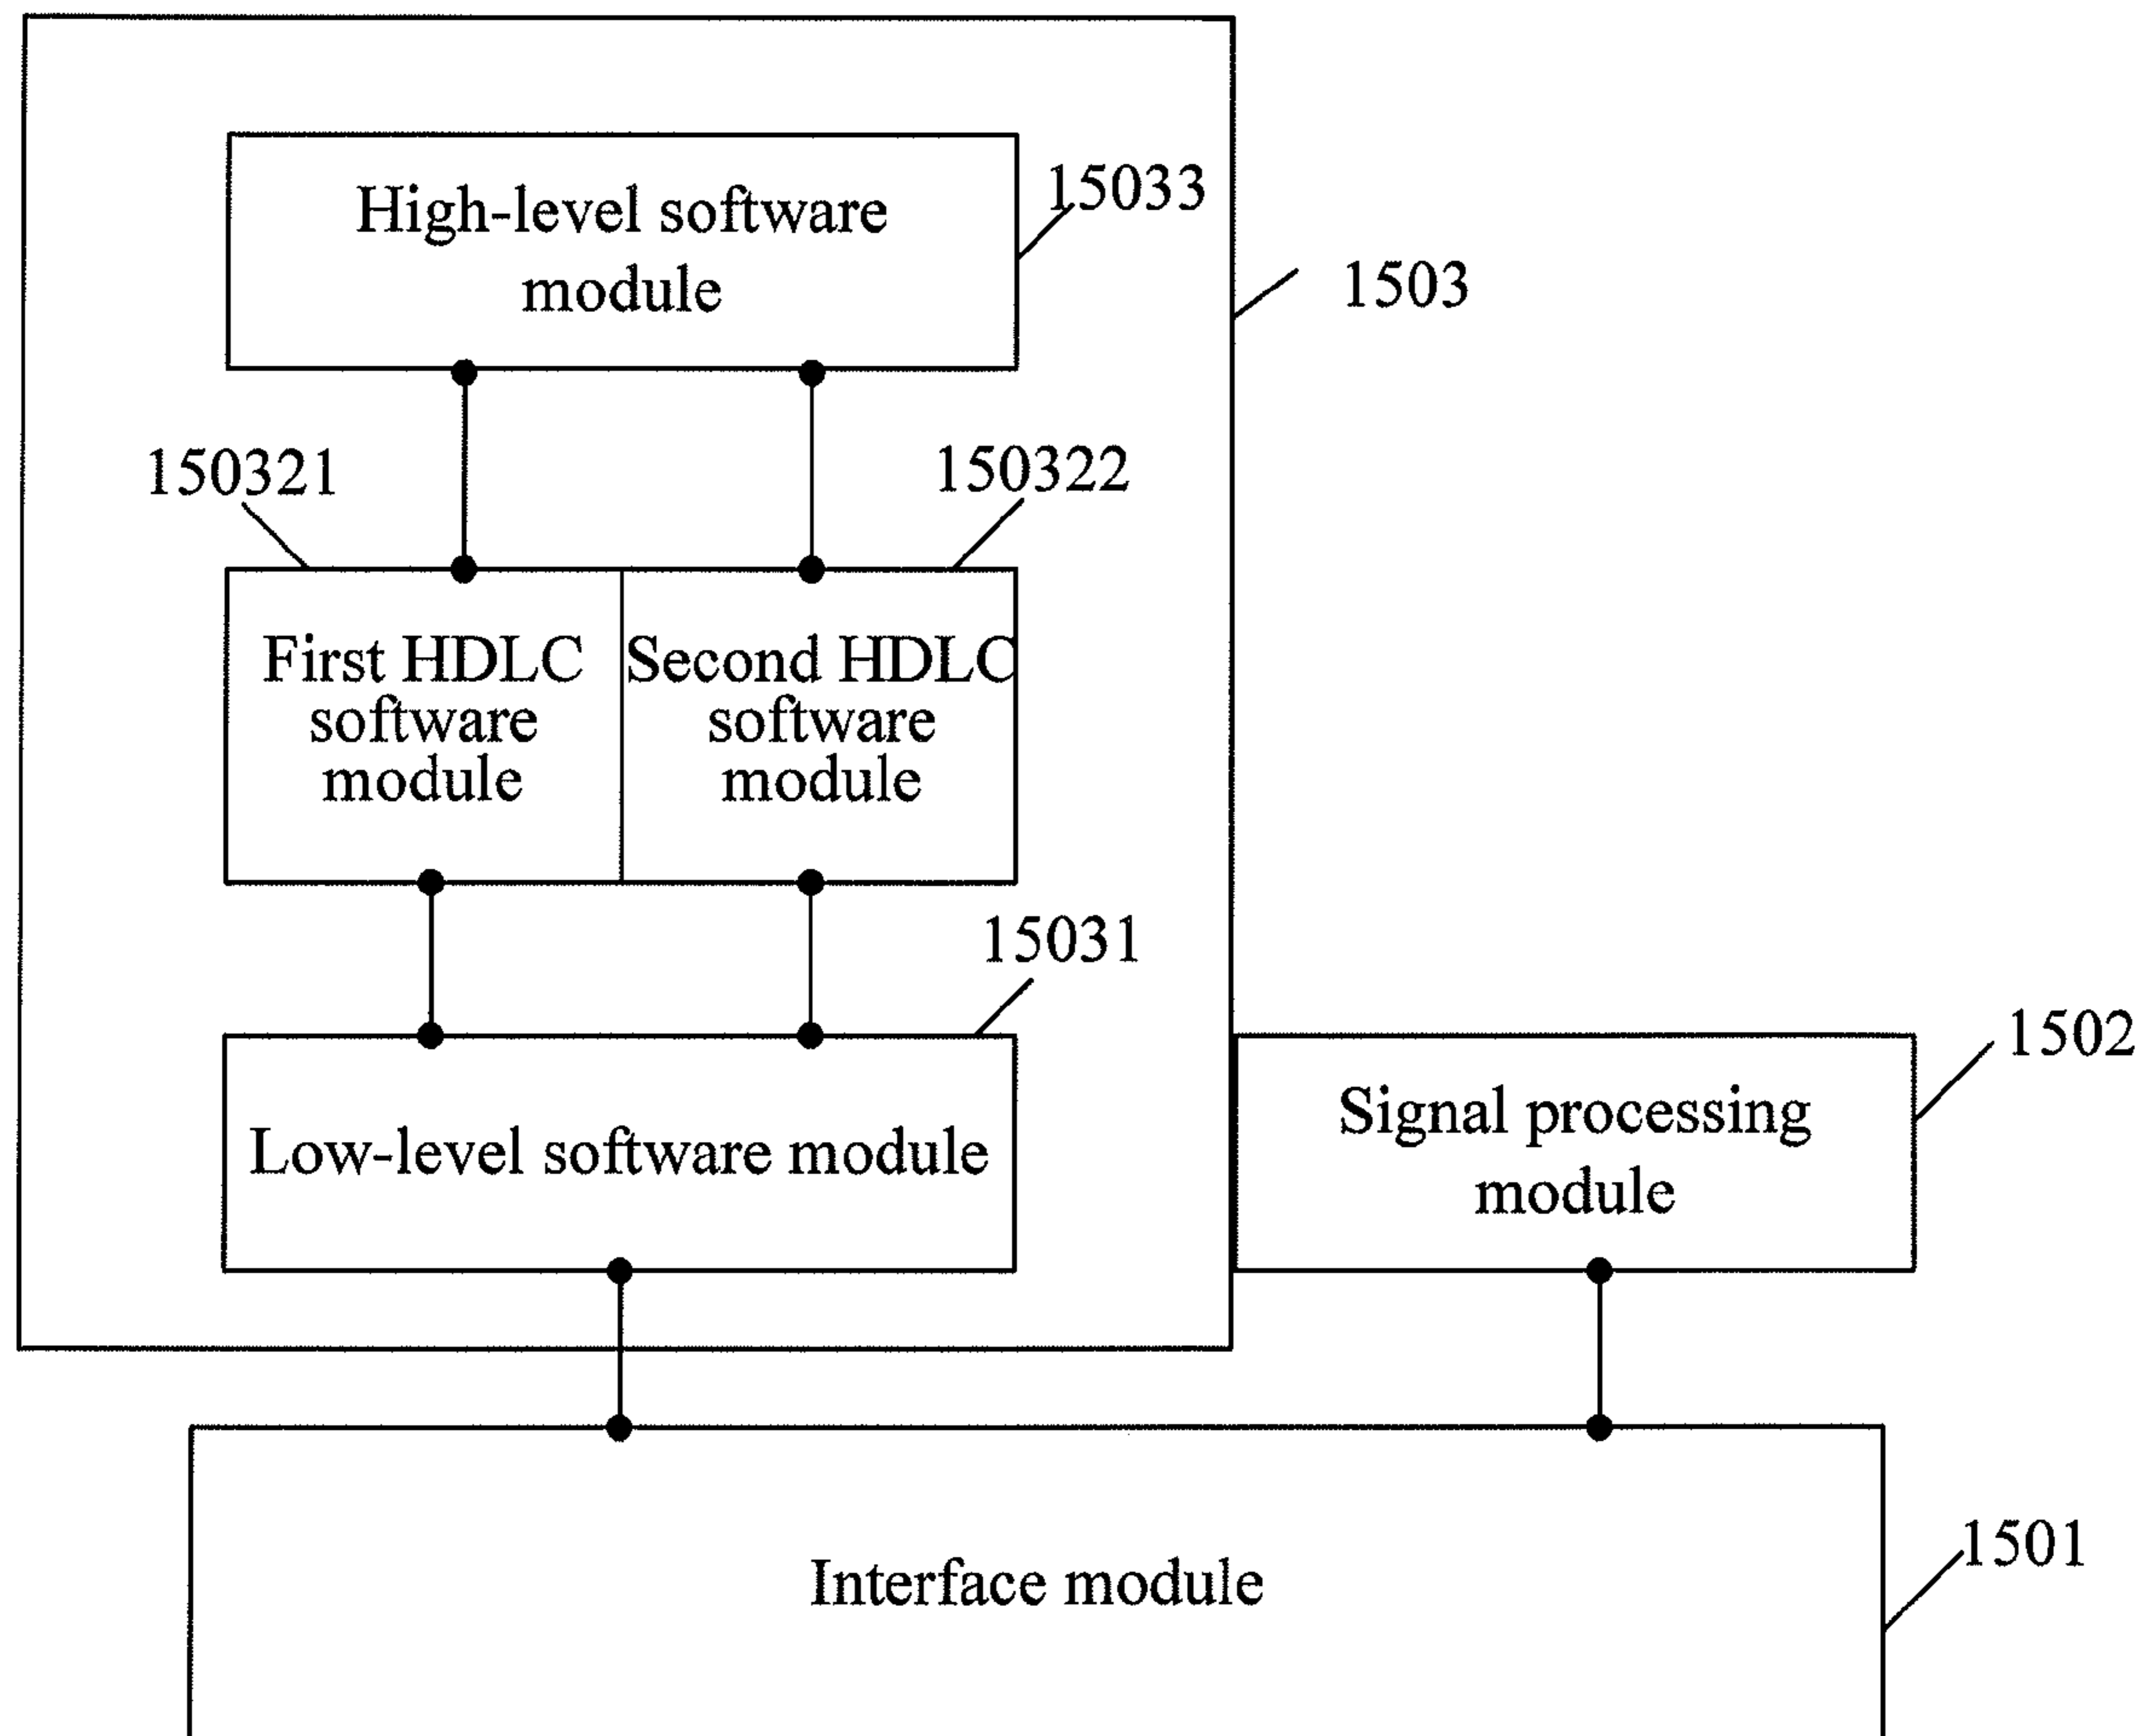 High-level software
module
15033
1503
150321
150322
First HDLC
software
module
Second HDLC
software
module
15031
Low-level software module
1502
Signal processing
module
1501
Interface module